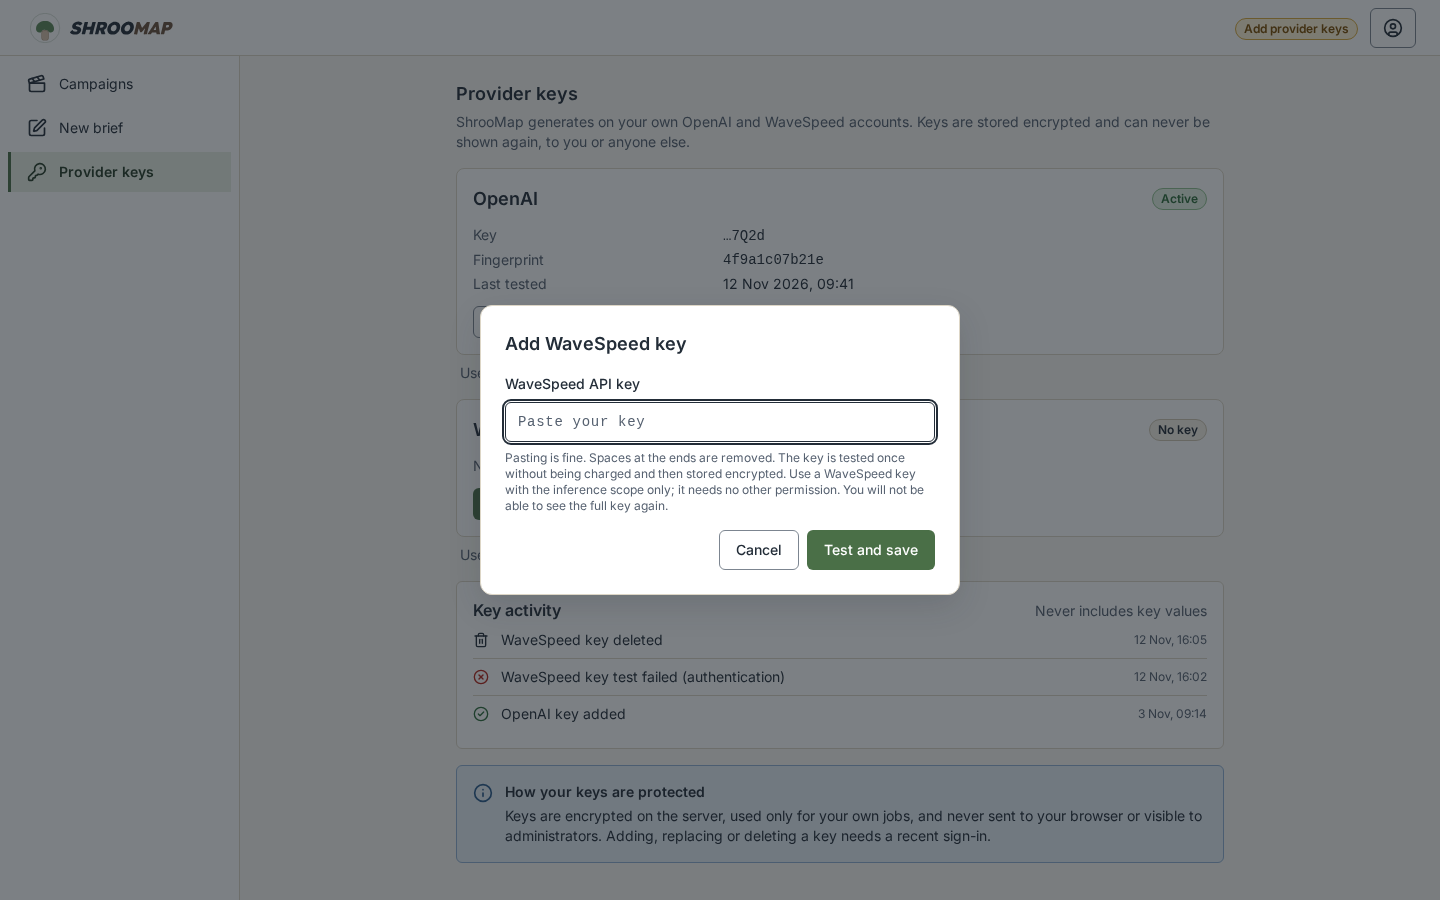 SHROOMAP
Add provider keys
Campaigns
New brief
Provider keys
Provider keys
ShrooMap generates on your own OpenAI and WaveSpeed accounts. Keys are stored encrypted and can never be
shown again, to you or anyone else.
OpenAI
Active
Key
…7Q2d
Fingerprint
4f9a1c07b21e
Last tested
12 Nov 2026, 09:41
Add WaveSpeed key
WaveSpeed API key
Paste your key
Pasting is fine. Spaces at the ends are removed. The key is tested once
without being charged and then stored encrypted. Use a WaveSpeed key
with the inference scope only; it needs no other permission. You will not be
able to see the full key again.
Cancel
Test and save
No key
Key activity
Never includes key values
WaveSpeed key deleted
12 Nov, 16:05
WaveSpeed key test failed (authentication)
12 Nov, 16:02
OpenAI key added
3 Nov, 09:14
How your keys are protected
Keys are encrypted on the server, used only for your own jobs, and never sent to your browser or visible to
administrators. Adding, replacing or deleting a key needs a recent sign-in.